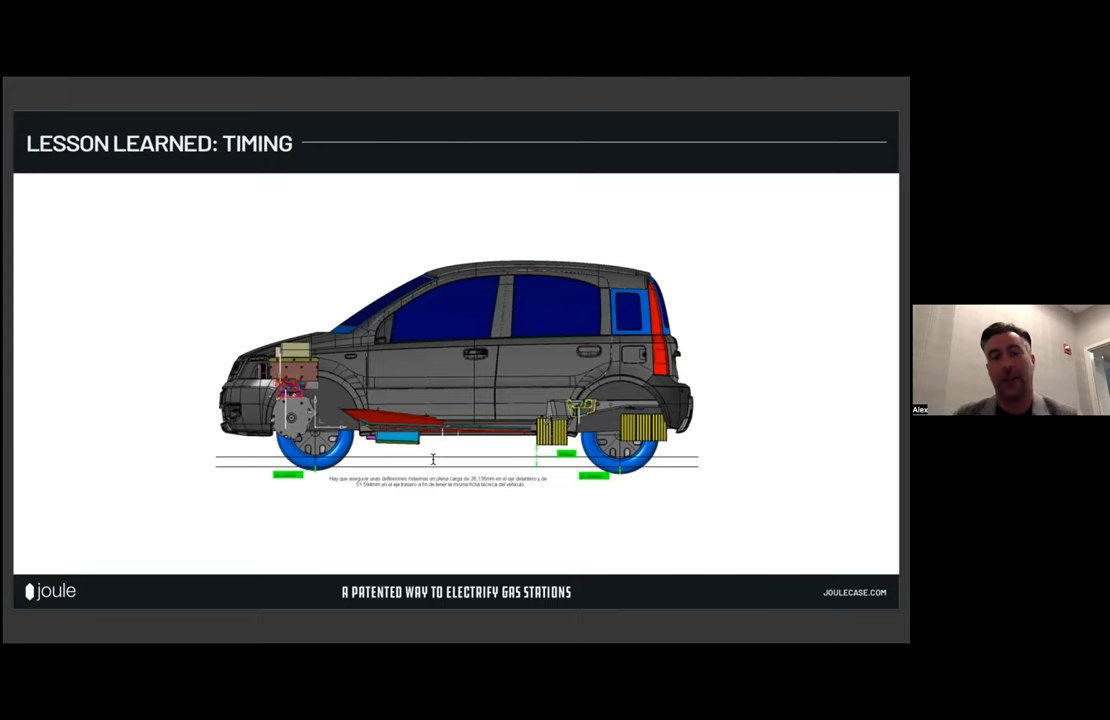 LESSON LEARNED: TIMING
Hay que asegurar unas deflexiones máximas en plena carga de 26,136mm en el eje delantero y de
51.594mm en el eje trasero a fin de tener la misma ficha técnica del vehículo.
Alex
joule
A PATENTED WAY TO ELECTRIFY GAS STATIONS
JOULECASE.COM